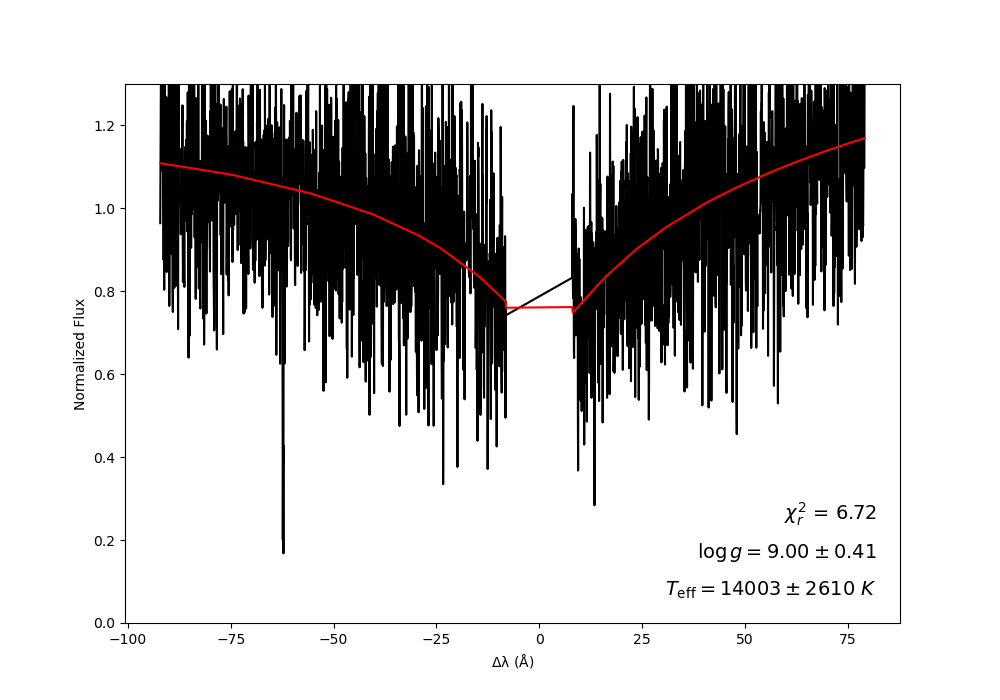 Normalized Flux
1.2
1.0
0.8
0.6
0.4
0.2
0.0
χ²ᵣ = 6.72
log g = 9.00 ± 0.41
T_eff = 14003 ± 2610 K
−100 −75 −50 −25 0 25 50 75
Δλ (Å)